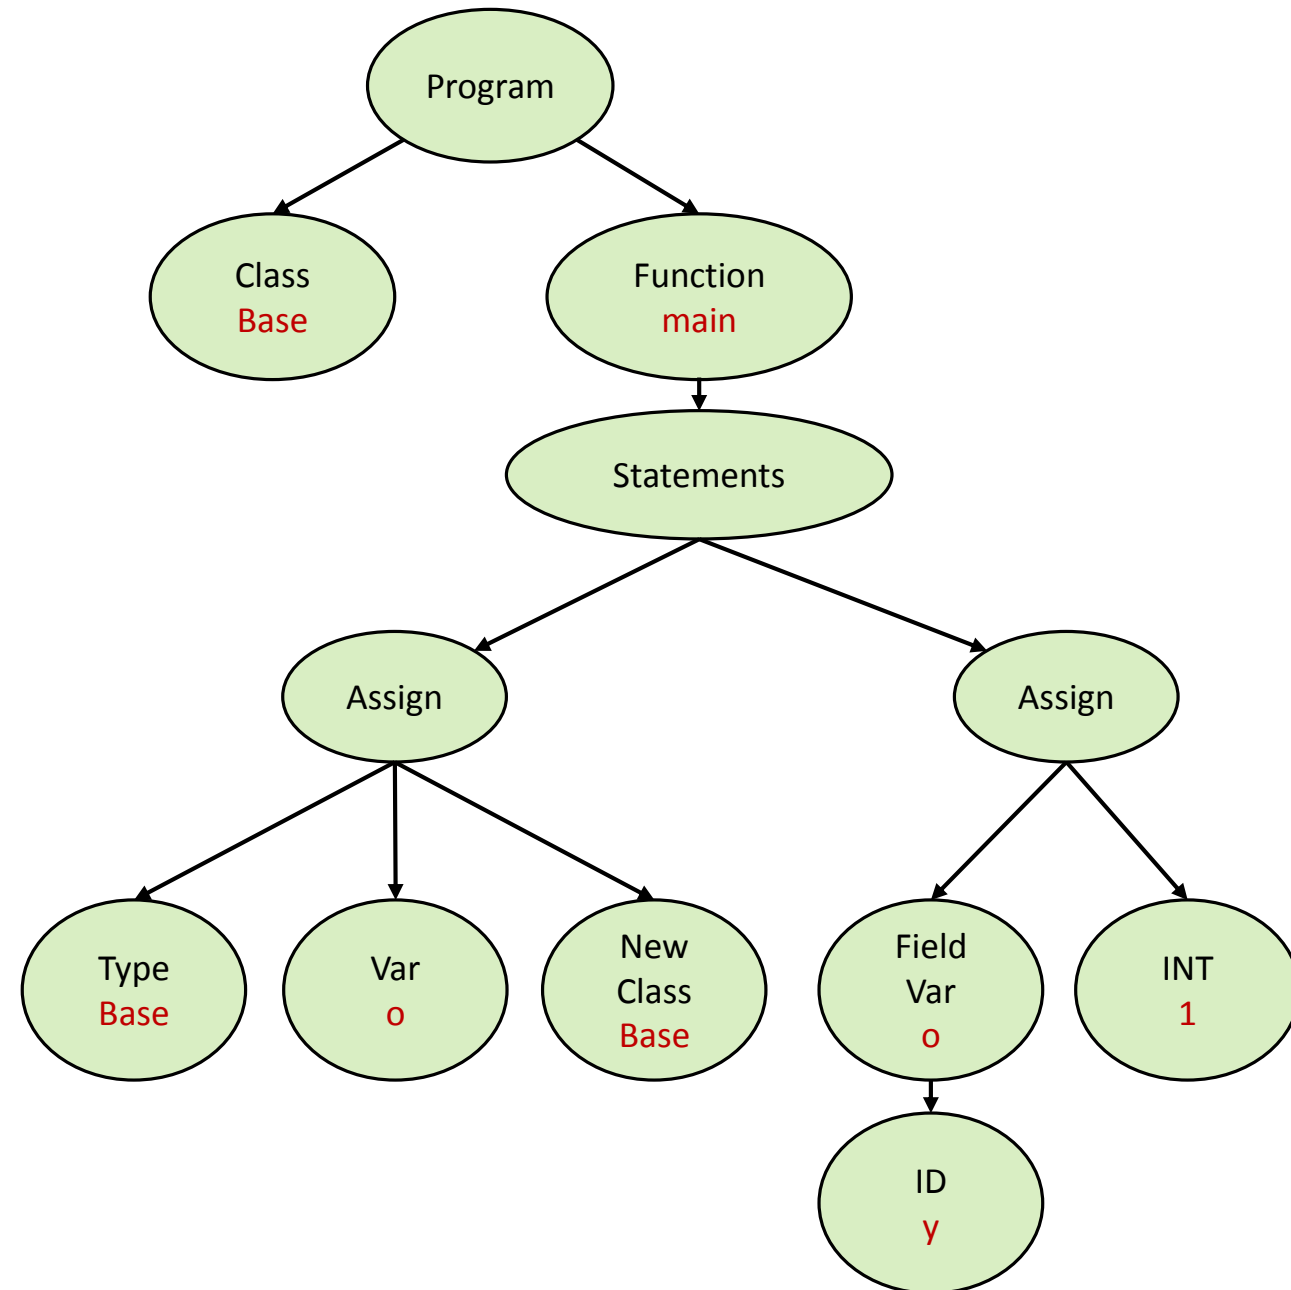 Program
Class
Base
Function
main
Statements
Assign
Assign
Type
Base
Var
o
New
Class
Base
Field
Var
o
INT
1
ID
y